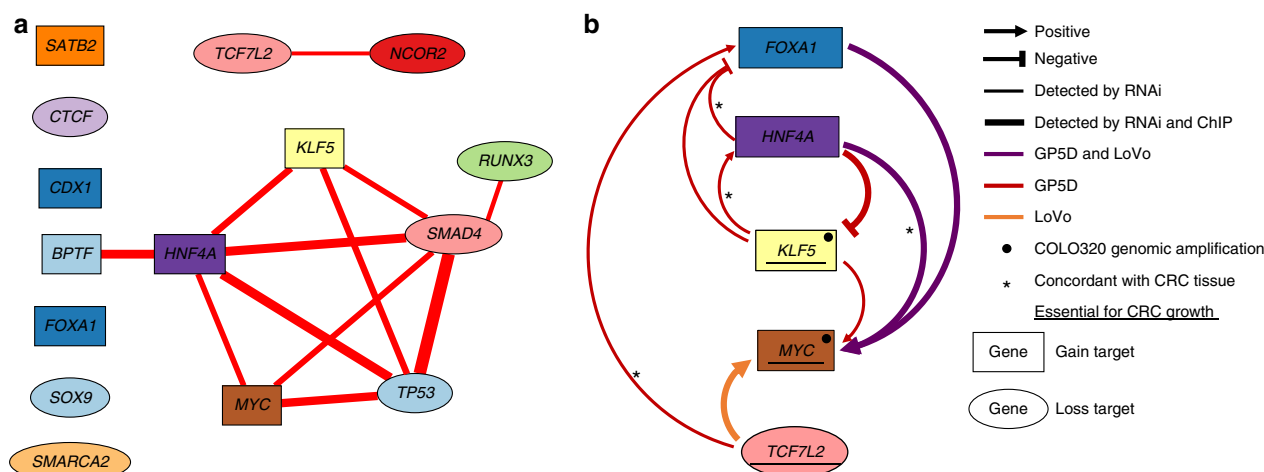 a
SATB2
TCF7L2
NCOR2
CTCF
KLF5
RUNX3
CDX1
SMAD4
BPTF
HNF4A
FOXA1
SOX9
MYC
TP53
SMARCA2
b
FOXA1
*
HNF4A
*
*
KLF5
MYC
*
TCF7L2
Positive
Negative
Detected by RNAi
Detected by RNAi and ChIP
GP5D and LoVo
GP5D
LoVo
COLO320 genomic amplification
* Concordant with CRC tissue
Essential for CRC growth
Gene Gain target
Gene Loss target